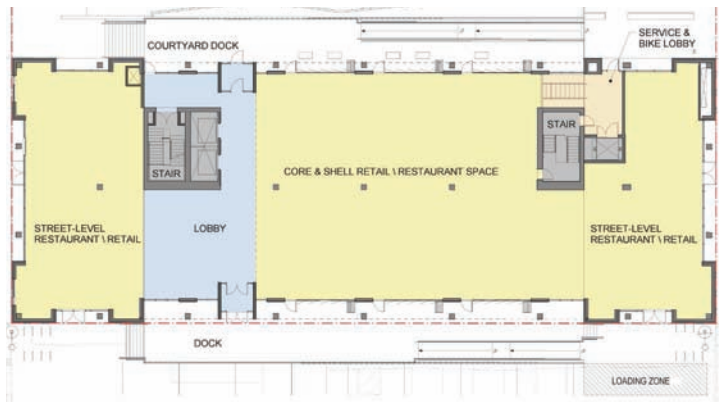 SERVICE &
BIKE LOBBY
COURTYARD DOCK
STAIR
STAIR
CORE & SHELL RETAIL \ RESTAURANT SPACE
STREET-LEVEL
RESTAURANT \ RETAIL
LOBBY
STREET-LEVEL
RESTAURANT \ RETAIL
DOCK
LOADING ZONE